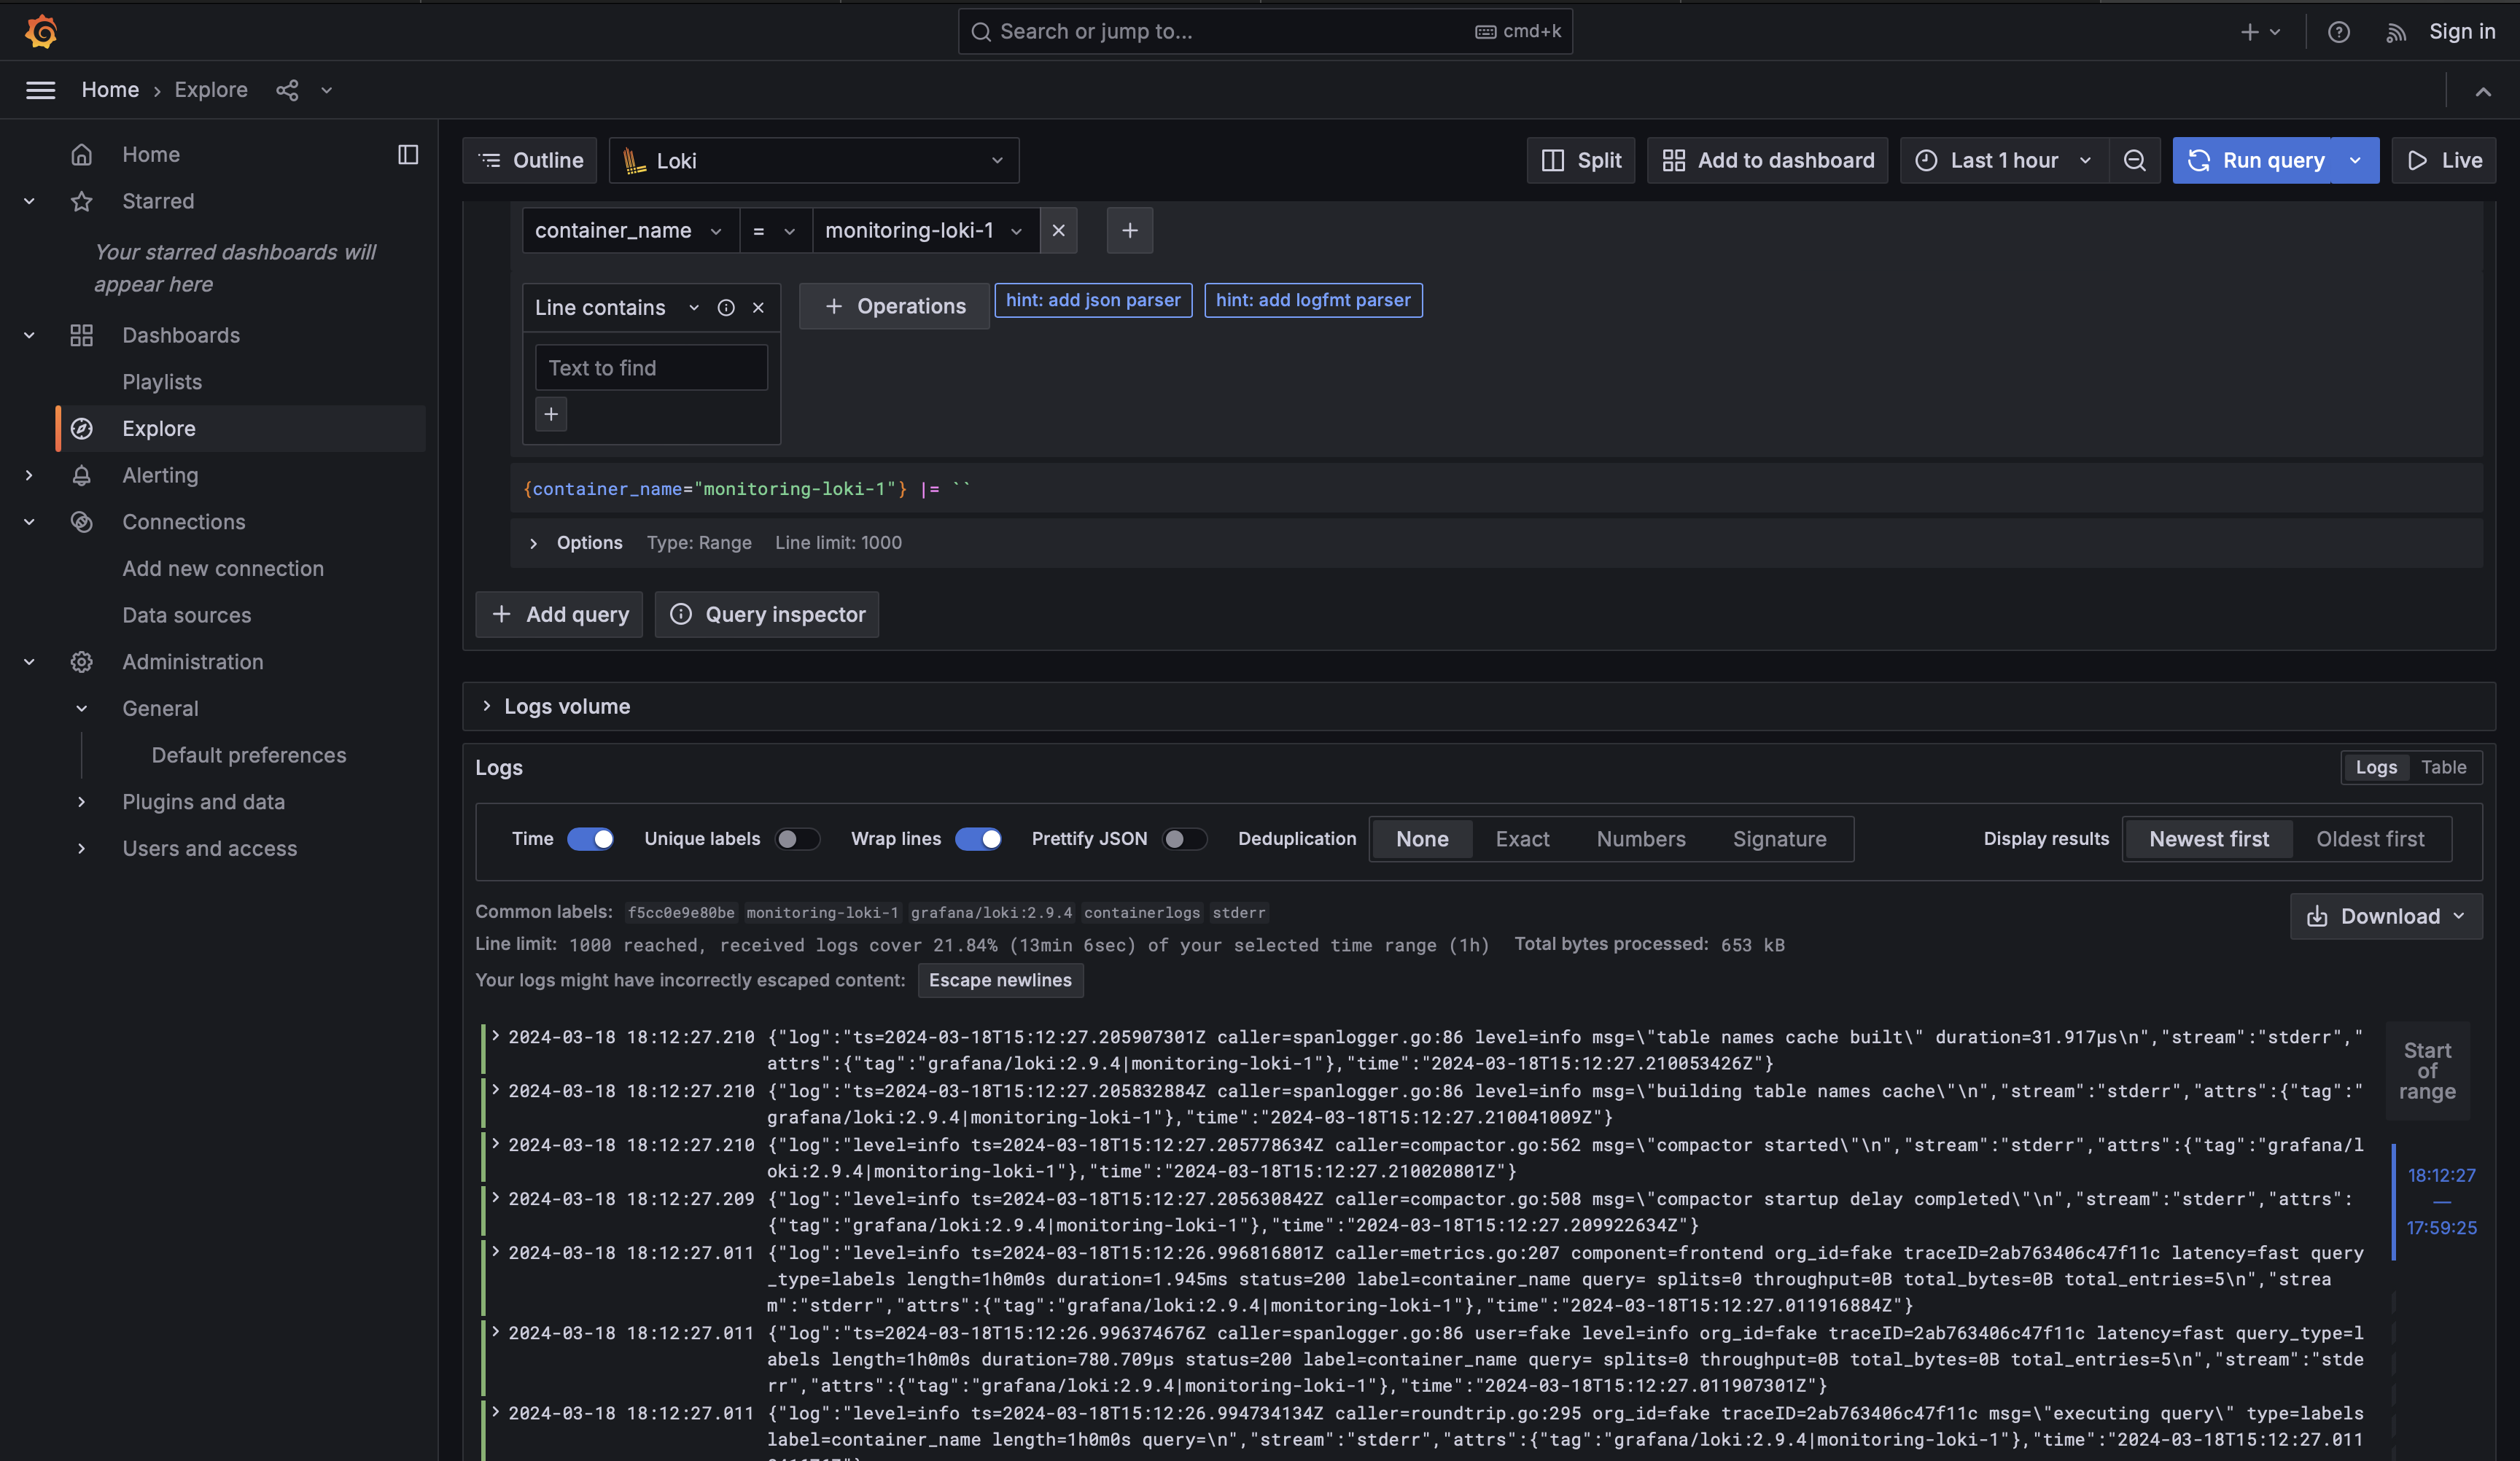 Search or jump to...
cmd+k
Sign in
Home › Explore
Home
Starred
Your starred dashboards will
appear here
Dashboards
Playlists
Explore
Alerting
Connections
Add new connection
Data sources
Administration
General
Default preferences
Plugins and data
Users and access
Outline
Loki
Split
Add to dashboard
Last 1 hour
Run query
Live
container_name
=
monitoring-loki-1
Line contains
Operations
hint: add json parser
hint: add logfmt parser
Text to find
{container_name="monitoring-loki-1"} |= ``
Options Type: Range Line limit: 1000
Add query
Query inspector
Logs volume
Logs
Logs Table
Time Unique labels Wrap lines Prettify JSON Deduplication None Exact Numbers Signature Display results Newest first Oldest first
Common labels: f5cc0e9e80be monitoring-loki-1 grafana/loki:2.9.4 containerlogs stderr
Download
Line limit: 1000 reached, received logs cover 21.84% (13min 6sec) of your selected time range (1h) Total bytes processed: 653 kB
Your logs might have incorrectly escaped content: Escape newlines
2024-03-18 18:12:27.210 {"log":"ts=2024-03-18T15:12:27.205907301Z caller=spanlogger.go:86 level=info msg=\"table names cache built\" duration=31.917µs\n","stream":"stderr","
attrs":{"tag":"grafana/loki:2.9.4|monitoring-loki-1"},"time":"2024-03-18T15:12:27.210053426Z"}
2024-03-18 18:12:27.210 {"log":"ts=2024-03-18T15:12:27.205832884Z caller=spanlogger.go:86 level=info msg=\"building table names cache\"\n","stream":"stderr","attrs":{"tag":"
grafana/loki:2.9.4|monitoring-loki-1"},"time":"2024-03-18T15:12:27.210041009Z"}
2024-03-18 18:12:27.210 {"log":"level=info ts=2024-03-18T15:12:27.205778634Z caller=compactor.go:562 msg=\"compactor started\"\n","stream":"stderr","attrs":{"tag":"grafana/l
oki:2.9.4|monitoring-loki-1"},"time":"2024-03-18T15:12:27.210020801Z"}
2024-03-18 18:12:27.209 {"log":"level=info ts=2024-03-18T15:12:27.205630842Z caller=compactor.go:508 msg=\"compactor startup delay completed\"\n","stream":"stderr","attrs":
{"tag":"grafana/loki:2.9.4|monitoring-loki-1"},"time":"2024-03-18T15:12:27.209922634Z"}
2024-03-18 18:12:27.011 {"log":"level=info ts=2024-03-18T15:12:26.996816801Z caller=metrics.go:207 component=frontend org_id=fake traceID=2ab763406c47f11c latency=fast query
_type=labels length=1h0m0s duration=1.945ms status=200 label=container_name query= splits=0 throughput=0B total_bytes=0B total_entries=5\n","strea
m":"stderr","attrs":{"tag":"grafana/loki:2.9.4|monitoring-loki-1"},"time":"2024-03-18T15:12:27.011916884Z"}
2024-03-18 18:12:27.011 {"log":"ts=2024-03-18T15:12:26.996374676Z caller=spanlogger.go:86 user=fake level=info org_id=fake traceID=2ab763406c47f11c latency=fast query_type=l
abels length=1h0m0s duration=780.709µs status=200 label=container_name query= splits=0 throughput=0B total_bytes=0B total_entries=5\n","stream":"stde
rr","attrs":{"tag":"grafana/loki:2.9.4|monitoring-loki-1"},"time":"2024-03-18T15:12:27.011907301Z"}
2024-03-18 18:12:27.011 {"log":"level=info ts=2024-03-18T15:12:26.994734134Z caller=roundtrip.go:295 org_id=fake traceID=2ab763406c47f11c msg=\"executing query\" type=labels
label=container_name length=1h0m0s query=\n","stream":"stderr","attrs":{"tag":"grafana/loki:2.9.4|monitoring-loki-1"},"time":"2024-03-18T15:12:27.011
Start
of
range
18:12:27
—
17:59:25